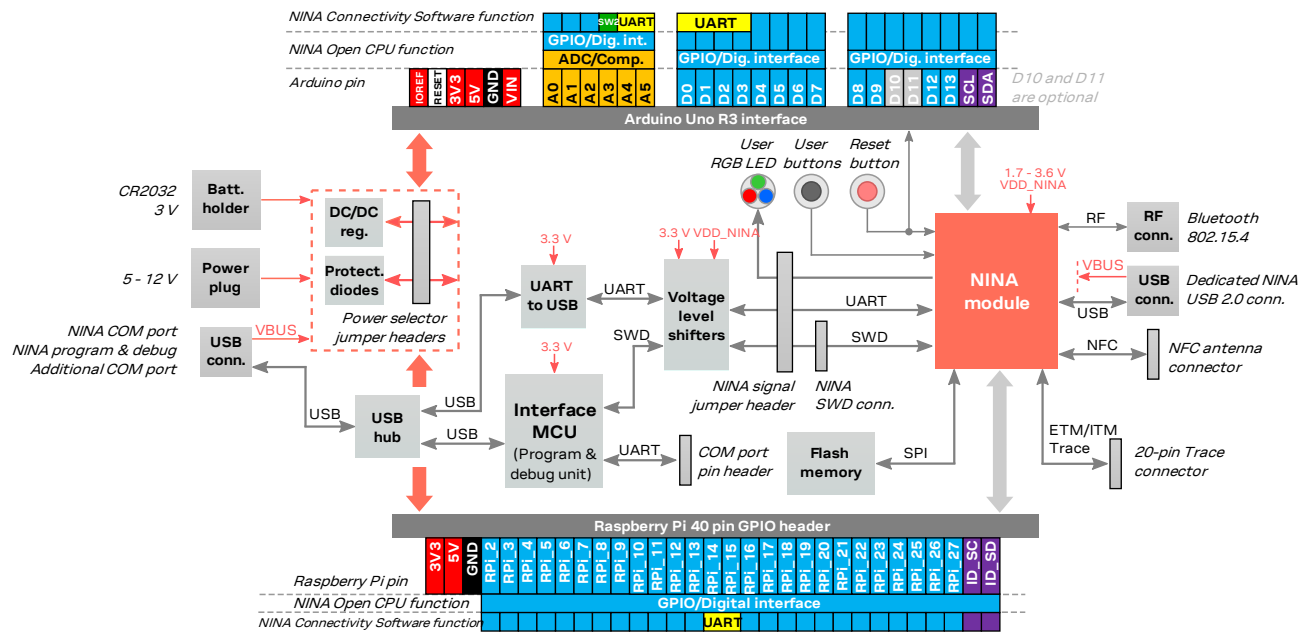 NINA Connectivity Software function
SW2 UART
UART
NINA Open CPU function
GPIO/Dig. int.
ADC/Comp.
GPIO/Dig. interface
GPIO/Dig. interface
Arduino pin
IOREF RESET 3V3 5V GND VIN
A0 A1 A2 A3 A4 A5
D0 D1 D2 D3 D4 D5 D6 D7
D8 D9 D10 D11 D12 D13 SCL SDA
D10 and D11
are optional
Arduino Uno R3 interface
User
RGB LED
User
buttons
Reset
button
1.7 - 3.6 V
VDD_NINA
CR2032
3 V
Batt.
holder
DC/DC
reg.
5 - 12 V
Power
plug
Protect.
diodes
Power selector
jumper headers
NINA COM port
NINA program & debug
Additional COM port
USB
conn.
VBUS
3.3 V
UART
to USB
UART
3.3 V VDD_NINA
Voltage
level
shifters
UART
SWD
SWD
NINA
module
RF
RF
conn.
Bluetooth
802.15.4
VBUS
USB
USB
conn.
Dedicated NINA
USB 2.0 conn.
NFC
NFC antenna
connector
3.3 V
NINA signal
jumper header
NINA
SWD conn.
USB
USB
hub
USB
USB
Interface
MCU
(Program &
debug unit)
UART
COM port
pin header
Flash
memory
SPI
ETM/ITM
Trace
20-pin Trace
connector
Raspberry Pi 40 pin GPIO header
Raspberry Pi pin
3V3 5V GND RPi_2 RPi_3 RPi_4 RPi_5 RPi_6 RPi_7 RPi_8 RPi_9 RPi_10 RPi_11 RPi_12 RPi_13 RPi_14 RPi_15 RPi_16 RPi_17 RPi_18 RPi_19 RPi_20 RPi_21 RPi_22 RPi_23 RPi_24 RPi_25 RPi_26 RPi_27 ID_SC ID_SD
NINA Open CPU function
GPIO/Digital interface
NINA Connectivity Software function
UART